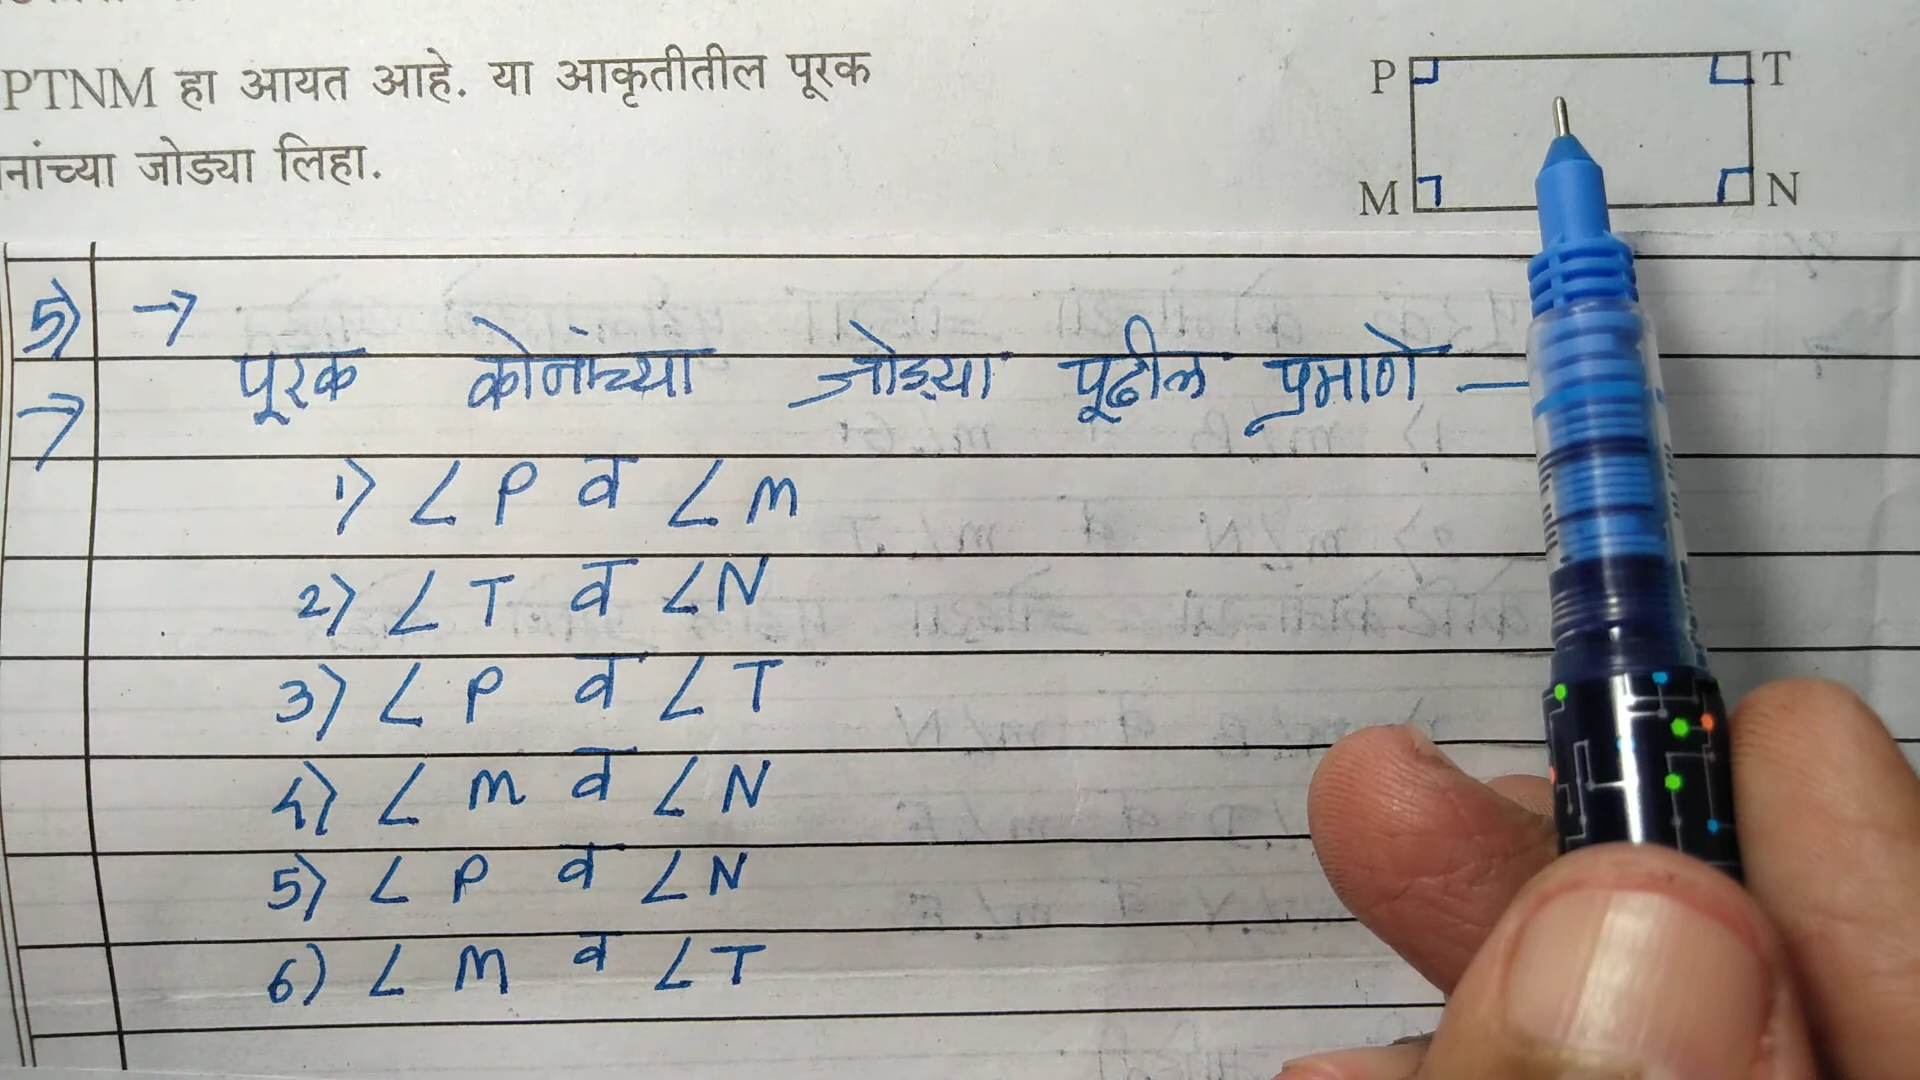 PTNM हा आयत आहे. या आकृतीतील पूरक
नांच्या जोड्या लिहा.
P T
M N
5) →
→ पूरक कोनांच्या जोड्या पूढील प्रमाणे —
1) ∠ P व ∠ M
2) ∠ T व ∠ N
3) ∠ P व ∠ T
4) ∠ M व ∠ N
5) ∠ P व ∠ N
6) ∠ M व ∠ T